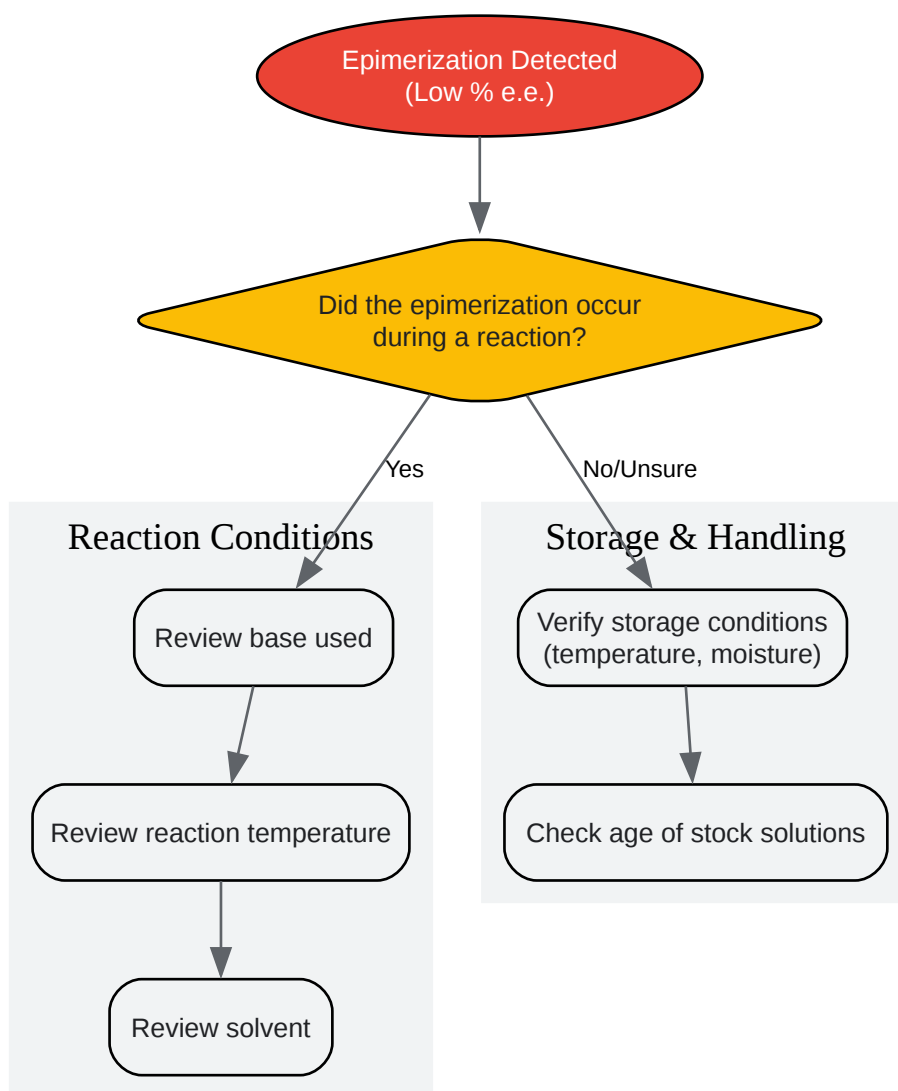 Epimerization Detected
(Low % e.e.)
Did the epimerization occur
during a reaction?
Yes
No/Unsure
Reaction Conditions
Storage & Handling
Review base used
Verify storage conditions
(temperature, moisture)
Review reaction temperature
Check age of stock solutions
Review solvent